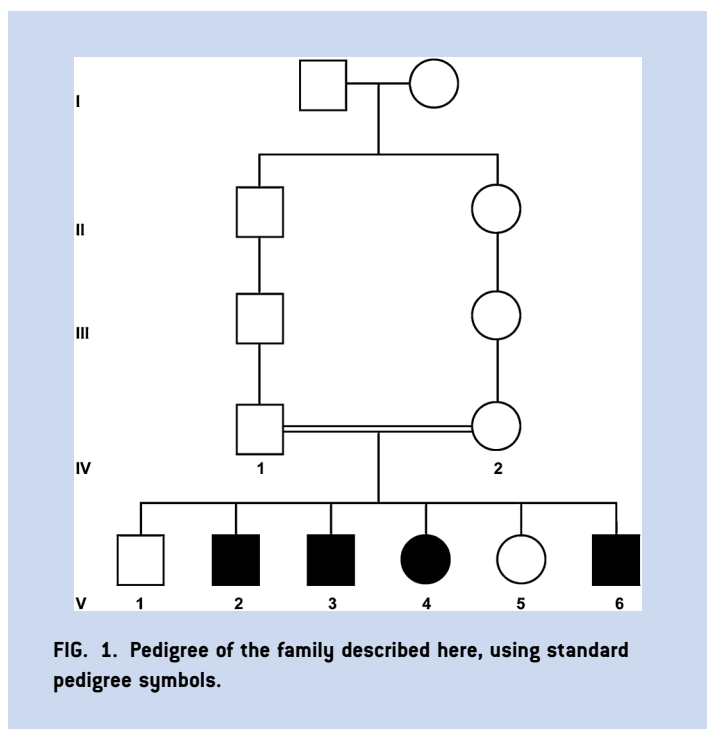 I
II
III
IV 1 2
V 1 2 3 4 5 6
FIG. 1. Pedigree of the family described here, using standard
pedigree symbols.